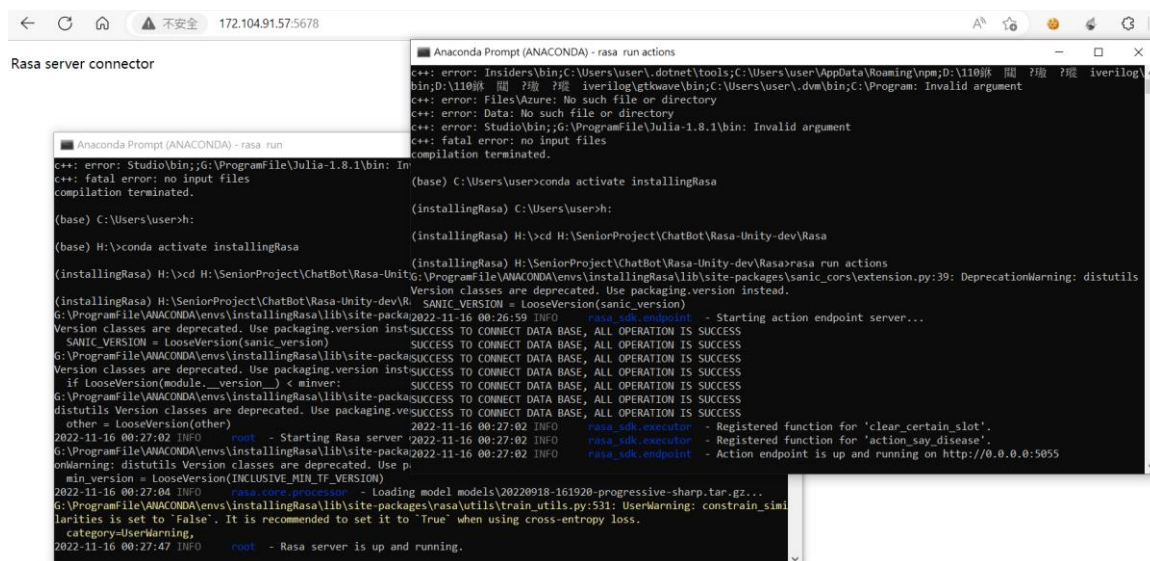 不安全 172.104.91.57:5678
Rasa server connector
Anaconda Prompt (ANACONDA) - rasa run actions
c++: error: Insiders\bin;C:\Users\user\.dotnet\tools;C:\Users\user\AppData\Roaming\npm;D:\110 iverilog\
bin;D:\110 iverilog\gtkwave\bin;C:\Users\user\.dvm\bin;C:\Program: Invalid argument
c++: error: Files\Azure: No such file or directory
c++: error: Data: No such file or directory
c++: error: Studio\bin;;G:\ProgramFile\Julia-1.8.1\bin: Invalid argument
c++: fatal error: no input files
compilation terminated.
(base) C:\Users\user>conda activate installingRasa
(installingRasa) C:\Users\user>h:
(installingRasa) H:\>cd H:\SeniorProject\ChatBot\Rasa-Unity-dev\Rasa
(installingRasa) H:\SeniorProject\ChatBot\Rasa-Unity-dev\Rasa>rasa run actions
G:\ProgramFile\ANACONDA\envs\installingRasa\lib\site-packages\sanic_cors\extension.py:39: DeprecationWarning: distutils
Version classes are deprecated. Use packaging.version instead.
SANIC_VERSION = LooseVersion(sanic_version)
2022-11-16 00:26:59 INFO rasa_sdk.endpoint - Starting action endpoint server...
SUCCESS TO CONNECT DATA BASE, ALL OPERATION IS SUCCESS
SUCCESS TO CONNECT DATA BASE, ALL OPERATION IS SUCCESS
SUCCESS TO CONNECT DATA BASE, ALL OPERATION IS SUCCESS
SUCCESS TO CONNECT DATA BASE, ALL OPERATION IS SUCCESS
SUCCESS TO CONNECT DATA BASE, ALL OPERATION IS SUCCESS
SUCCESS TO CONNECT DATA BASE, ALL OPERATION IS SUCCESS
SUCCESS TO CONNECT DATA BASE, ALL OPERATION IS SUCCESS
2022-11-16 00:27:02 INFO rasa_sdk.executor - Registered function for 'clear_certain_slot'.
2022-11-16 00:27:02 INFO rasa_sdk.executor - Registered function for 'action_say_disease'.
2022-11-16 00:27:02 INFO rasa_sdk.endpoint - Action endpoint is up and running on http://0.0.0.0:5055
Anaconda Prompt (ANACONDA) - rasa run
c++: error: Studio\bin;;G:\ProgramFile\Julia-1.8.1\bin: In
c++: fatal error: no input files
compilation terminated.
(base) C:\Users\user>h:
(base) H:\>conda activate installingRasa
(installingRasa) H:\>cd H:\SeniorProject\ChatBot\Rasa-Unit
(installingRasa) H:\SeniorProject\ChatBot\Rasa-Unity-dev\R
G:\ProgramFile\ANACONDA\envs\installingRasa\lib\site-packa
Version classes are deprecated. Use packaging.version inst
SANIC_VERSION = LooseVersion(sanic_version)
G:\ProgramFile\ANACONDA\envs\installingRasa\lib\site-packa
Version classes are deprecated. Use packaging.version inst
if LooseVersion(module.__version__) < minver:
G:\ProgramFile\ANACONDA\envs\installingRasa\lib\site-packa
distutils Version classes are deprecated. Use packaging.ve
other = LooseVersion(other)
2022-11-16 00:27:02 INFO root - Starting Rasa server
G:\ProgramFile\ANACONDA\envs\installingRasa\lib\site-packa
onWarning: distutils Version classes are deprecated. Use p
min_version = LooseVersion(INCLUSIVE_MIN_TF_VERSION)
2022-11-16 00:27:04 INFO rasa.core.processor - Loading model models\20220918-161920-progressive-sharp.tar.gz...
G:\ProgramFile\ANACONDA\envs\installingRasa\lib\site-packages\rasa\utils\train_utils.py:531: UserWarning: constrain_simi
larities is set to `False`. It is recommended to set it to `True` when using cross-entropy loss.
category=UserWarning,
2022-11-16 00:27:47 INFO root - Rasa server is up and running.